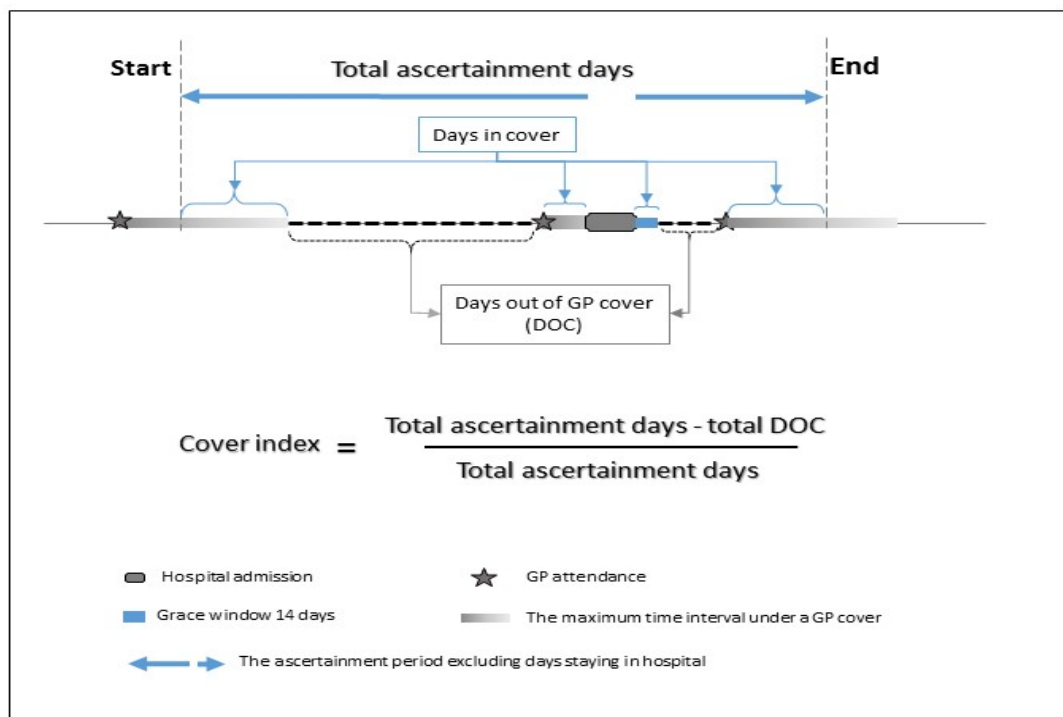 Start
Total ascertainment days
End
Days in cover
Days out of GP cover
(DOC)
Cover index = Total ascertainment days - total DOC
Total ascertainment days
Hospital admission
GP attendance
Grace window 14 days
The maximum time interval under a GP cover
The ascertainment period excluding days staying in hospital